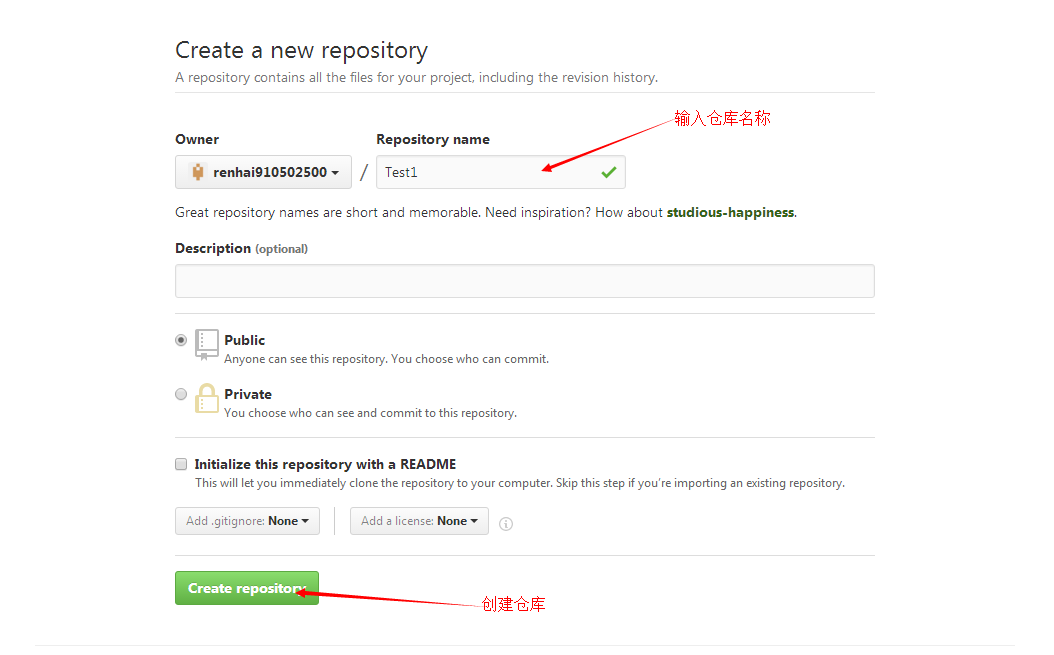 Create a new repository
A repository contains all the files for your project, including the revision history.
输入仓库名称
Owner
Repository name
renhai910502500 / Test1
Great repository names are short and memorable. Need inspiration? How about studious-happiness.
Description (optional)
Public
Anyone can see this repository. You choose who can commit.
Private
You choose who can see and commit to this repository.
Initialize this repository with a README
This will let you immediately clone the repository to your computer. Skip this step if you're importing an existing repository.
Add .gitignore: None
Add a license: None
Create repository
创建仓库